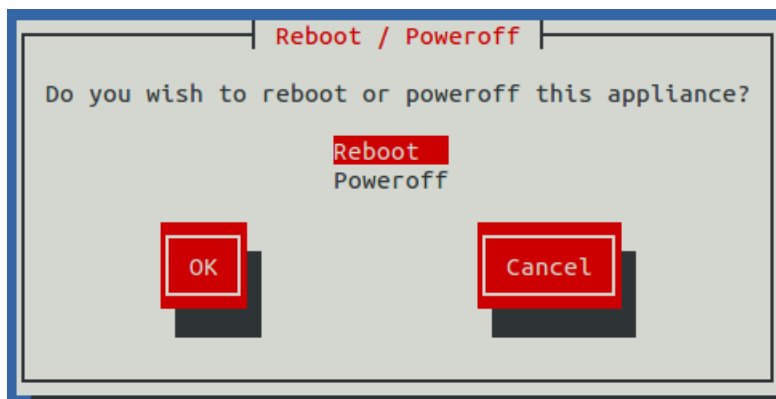 Reboot / Poweroff
Do you wish to reboot or poweroff this appliance?
Reboot
Poweroff
OK Cancel